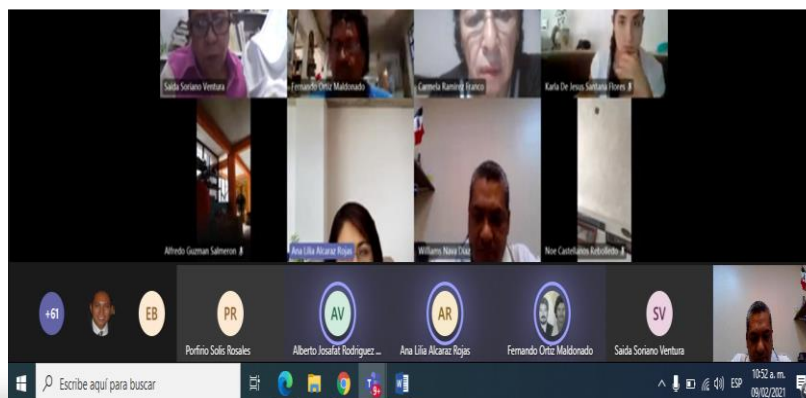 Saida Soriano Ventura
Fernando Ortiz Maldonado
Carmela Ramirez Franco
Karla De Jesus Santana Flores
Alfredo Guzman Salmeron
Ana Lilia Alcaraz Rojas
Williams Nava Diaz
Noe Castellanos Rebolledo
+61
EB
PR
AV
AR
SV
Porfirio Solis Rosales
Alberto Josafat Rodriguez ...
Ana Lilia Alcaraz Rojas
Fernando Ortiz Maldonado
Saida Soriano Ventura
Escribe aquí para buscar
9+
ESP
10:52 a. m.
09/02/2021